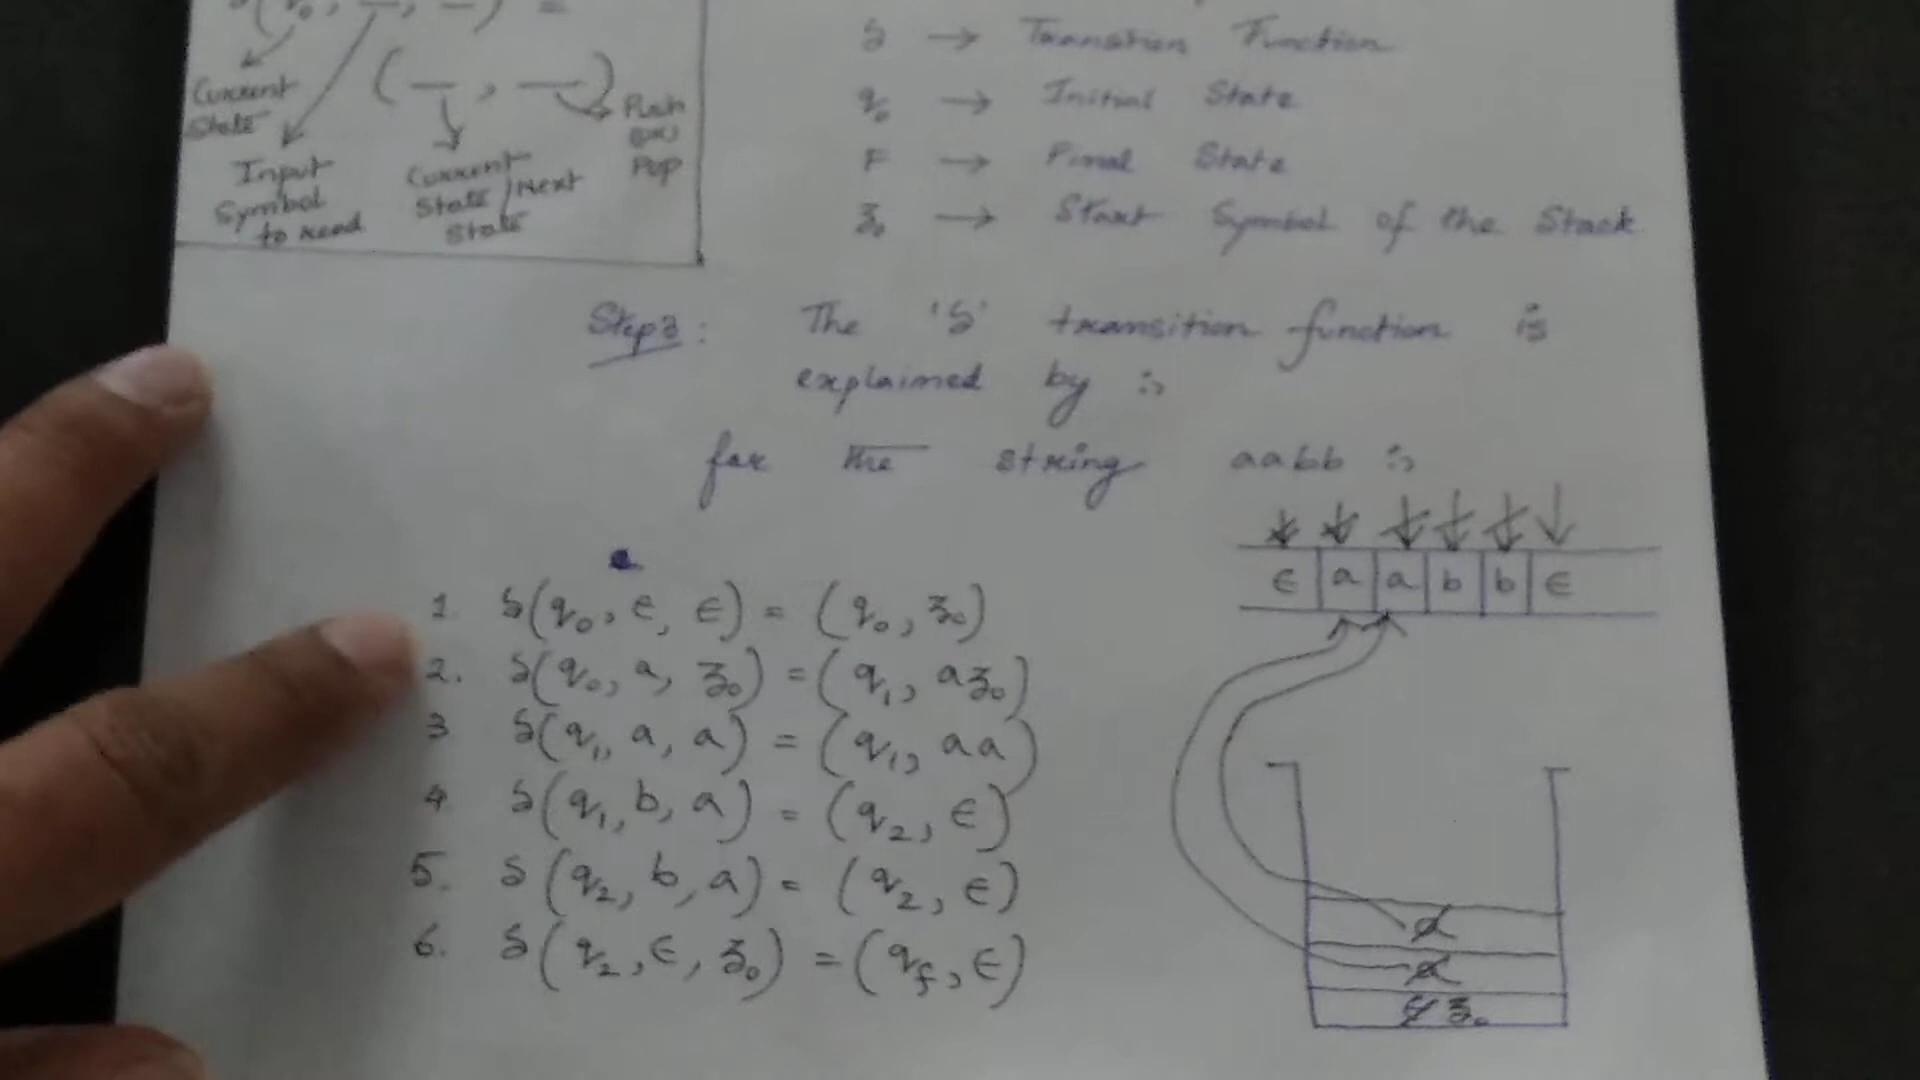 δ(q₀, —, —) =
(—, —)
Current
State
Input
Symbol
to read
Current
State / Next
State
Push
(or)
Pop
δ → Transition Function
q₀ → Initial State
F → Final State
z₀ → Start Symbol of the Stack
Step3: The 'δ' transition function is
explained by :-
for the string aabb :-
ϵ a a b b ϵ
1. δ(q₀, ϵ, ϵ) = (q₀, z₀)
2. δ(q₀, a, z₀) = (q₁, az₀)
3 δ(q₁, a, a) = (q₁, aa)
4 δ(q₁, b, a) = (q₂, ϵ)
5. δ(q₂, b, a) = (q₂, ϵ)
6. δ(q₂, ϵ, z₀) = (q_f, ϵ)
a
a
z₀